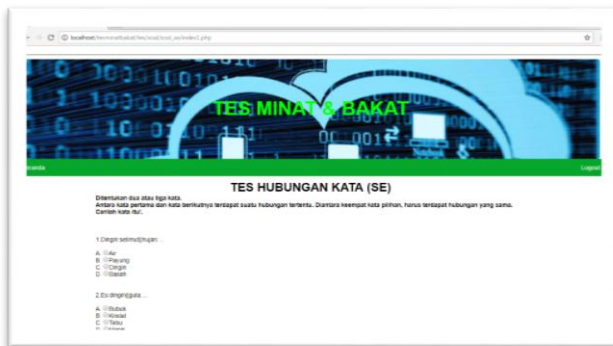 TES MINAT & BAKAT
Beranda
Logout
TES HUBUNGAN KATA (SE)
Ditentukan dua atau tiga kata.
Antara kata pertama dan kata berikutnya terdapat suatu hubungan tertentu. Diantara keempat kata pilihan, harus terdapat hubungan yang sama.
Carilah kata itu!.
1.Dingin selimut|hujan...
A. Air
B. Payung
C. Dingin
D. Basah
2.Es dingin|gula...
A. Bubuk
B. Kristal
C. Tebu